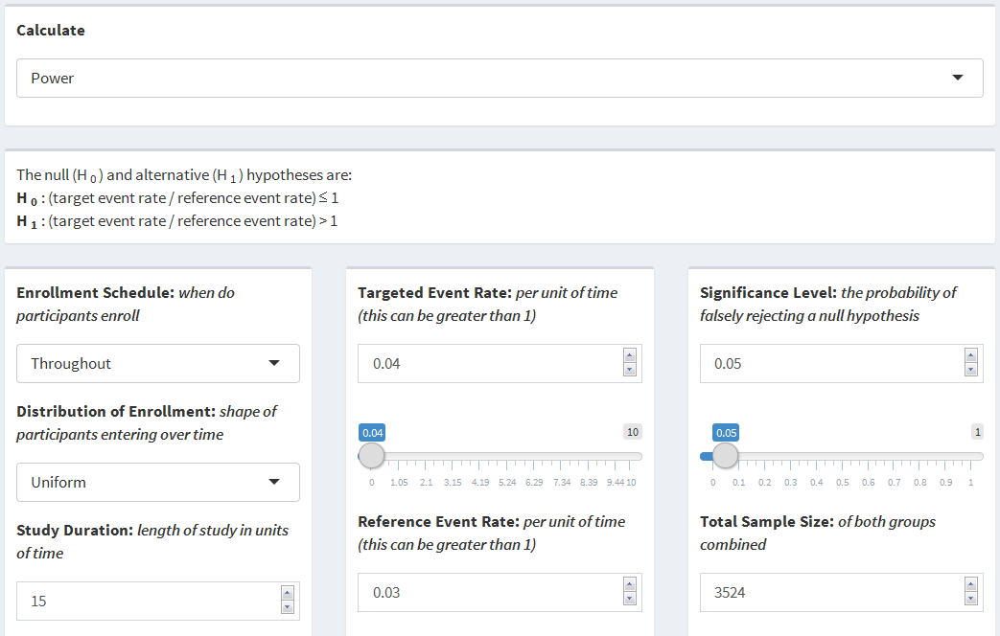 Calculate
Power
The null (H 0 ) and alternative (H 1 ) hypotheses are:
H 0 : (target event rate / reference event rate) ≤ 1
H 1 : (target event rate / reference event rate) > 1
Enrollment Schedule: when do
participants enroll
Throughout
Distribution of Enrollment: shape of
participants entering over time
Uniform
Study Duration: length of study in units
of time
15
Targeted Event Rate: per unit of time
(this can be greater than 1)
0.04
0.04 10
0 1.05 2.1 3.15 4.19 5.24 6.29 7.34 8.39 9.44 10
Reference Event Rate: per unit of time
(this can be greater than 1)
0.03
Significance Level: the probability of
falsely rejecting a null hypothesis
0.05
0.05 1
0 0.1 0.2 0.3 0.4 0.5 0.6 0.7 0.8 0.9 1
Total Sample Size: of both groups
combined
3524